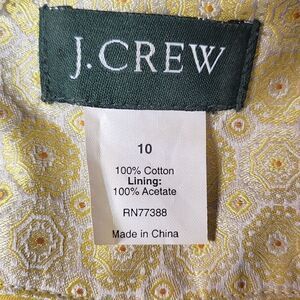 J.CREW
10
100% Cotton
Lining:
100% Acetate
RN77388
Made in China